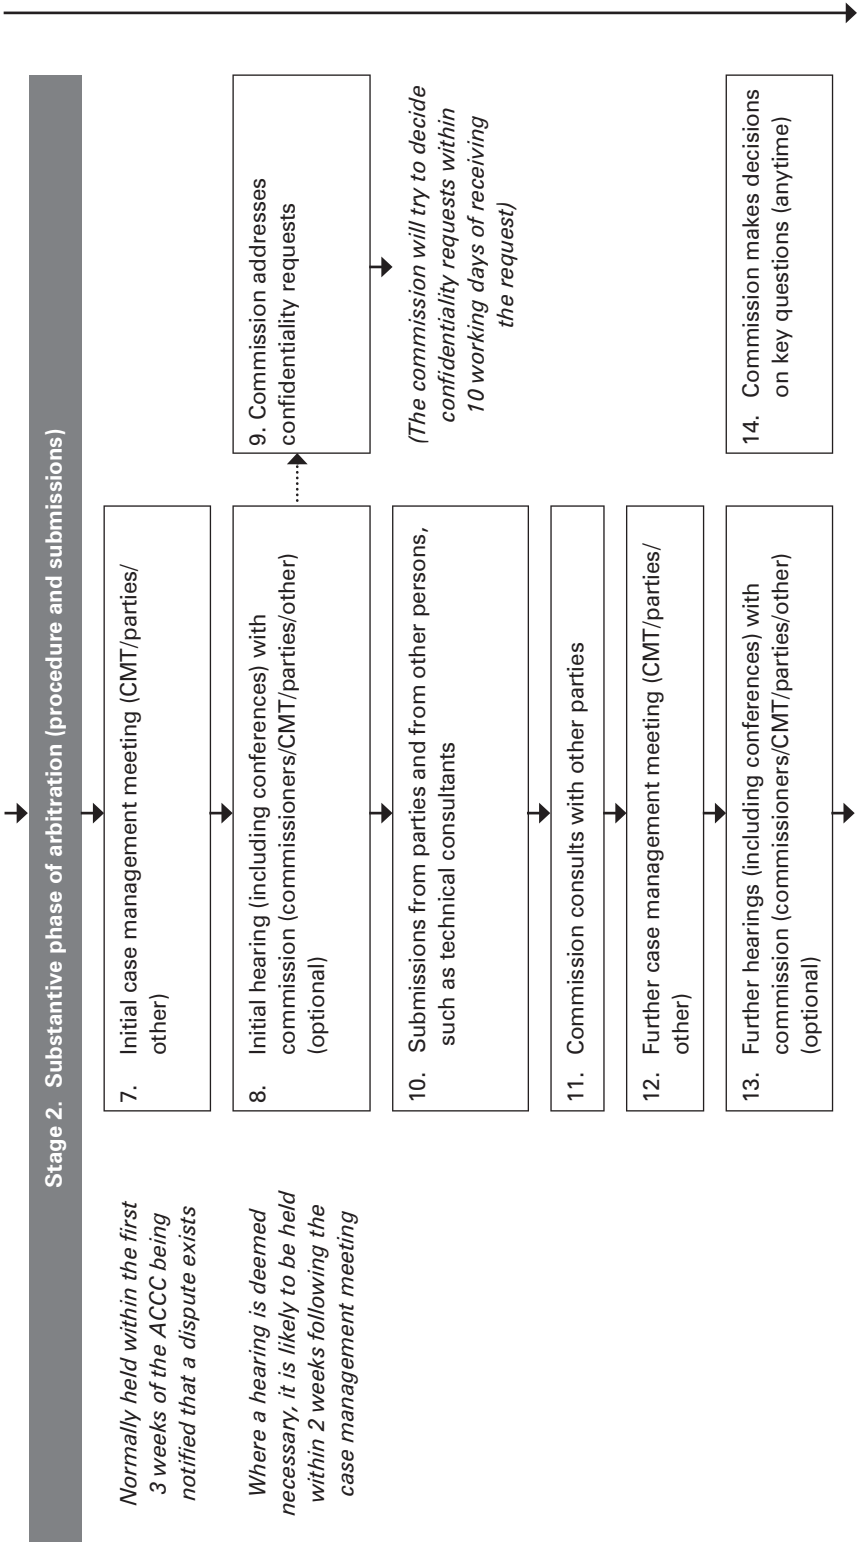 Stage 2. Substantive phase of arbitration (procedure and submissions)
Normally held within the first
3 weeks of the ACCC being
notified that a dispute exists
7. Initial case management meeting (CMT/parties/
other)
Where a hearing is deemed
necessary, it is likely to be held
within 2 weeks following the
case management meeting
8. Initial hearing (including conferences) with
commission (commissioners/CMT/parties/other)
(optional)
9. Commission addresses
confidentiality requests
(The commission will try to decide
confidentiality requests within
10 working days of receiving
the request)
10. Submissions from parties and from other persons,
such as technical consultants
11. Commission consults with other parties
12. Further case management meeting (CMT/parties/
other)
13. Further hearings (including conferences) with
commission (commissioners/CMT/parties/other)
(optional)
14. Commission makes decisions
on key questions (anytime)